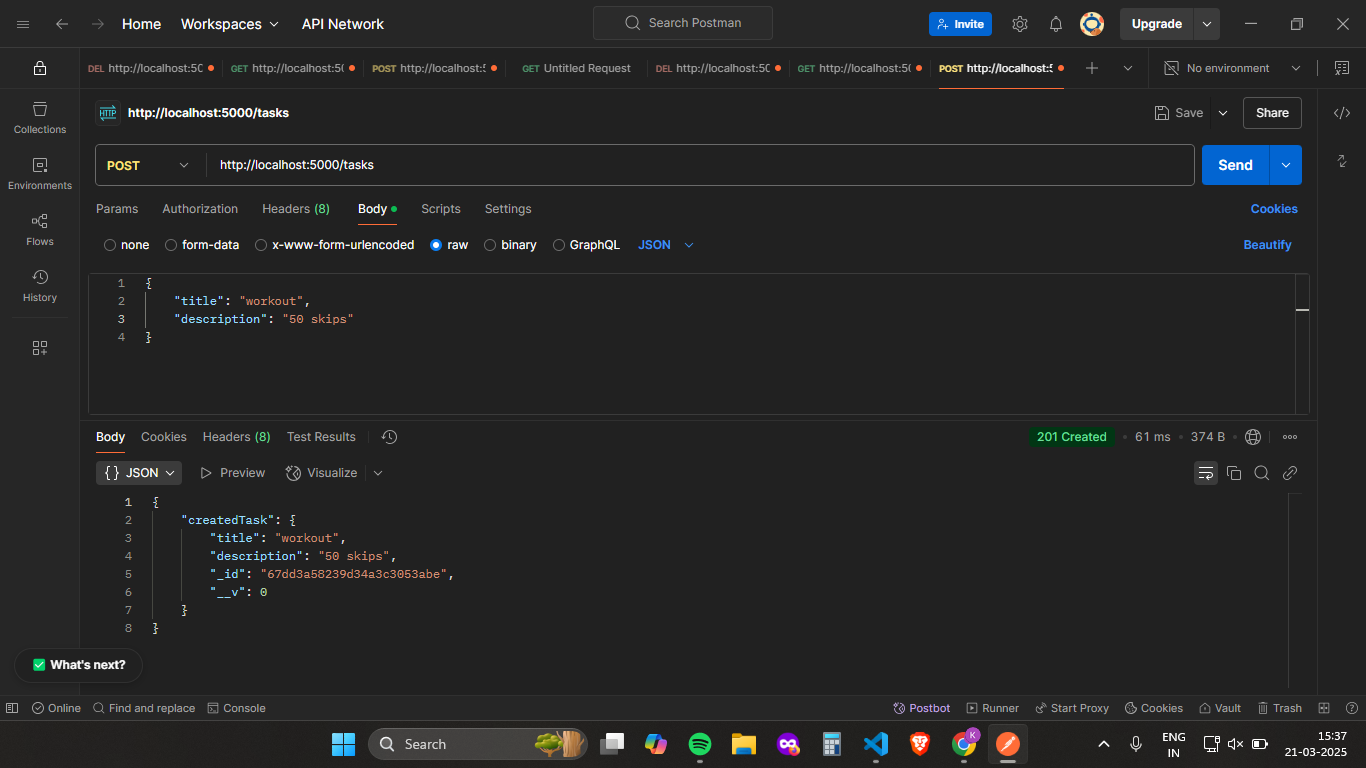 Home Workspaces API Network Search Postman Invite Upgrade
DEL http://localhost:50 GET http://localhost:50 POST http://localhost:5 GET Untitled Request DEL http://localhost:50 GET http://localhost:50 POST http://localhost:5 No environment
HTTP http://localhost:5000/tasks Save Share
Collections
Environments
Flows
History
POST http://localhost:5000/tasks Send
Params Authorization Headers (8) Body Scripts Settings Cookies
none form-data x-www-form-urlencoded raw binary GraphQL JSON Beautify
1 {
2 "title": "workout",
3 "description": "50 skips"
4 }
Body Cookies Headers (8) Test Results 201 Created 61 ms 374 B
{} JSON Preview Visualize
1 {
2 "createdTask": {
3 "title": "workout",
4 "description": "50 skips",
5 "_id": "67dd3a58239d34a3c3053abe",
6 "__v": 0
7 }
8 }
What's next?
Online Find and replace Console Postbot Runner Start Proxy Cookies Vault Trash
Search K ENG 15:37
IN 21-03-2025